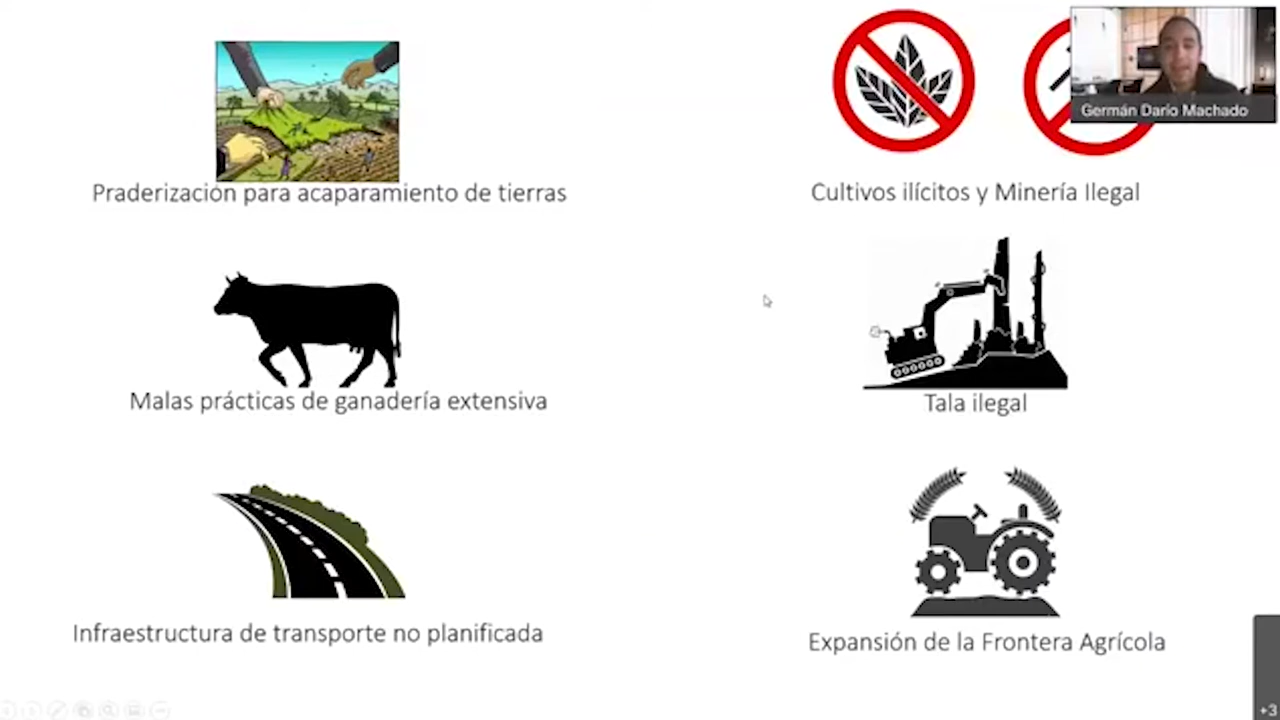 Germán Darío Machado
Praderización para acaparamiento de tierras
Cultivos ilícitos y Minería Ilegal
Malas prácticas de ganadería extensiva
Tala ilegal
Infraestructura de transporte no planificada
Expansión de la Frontera Agrícola
+3